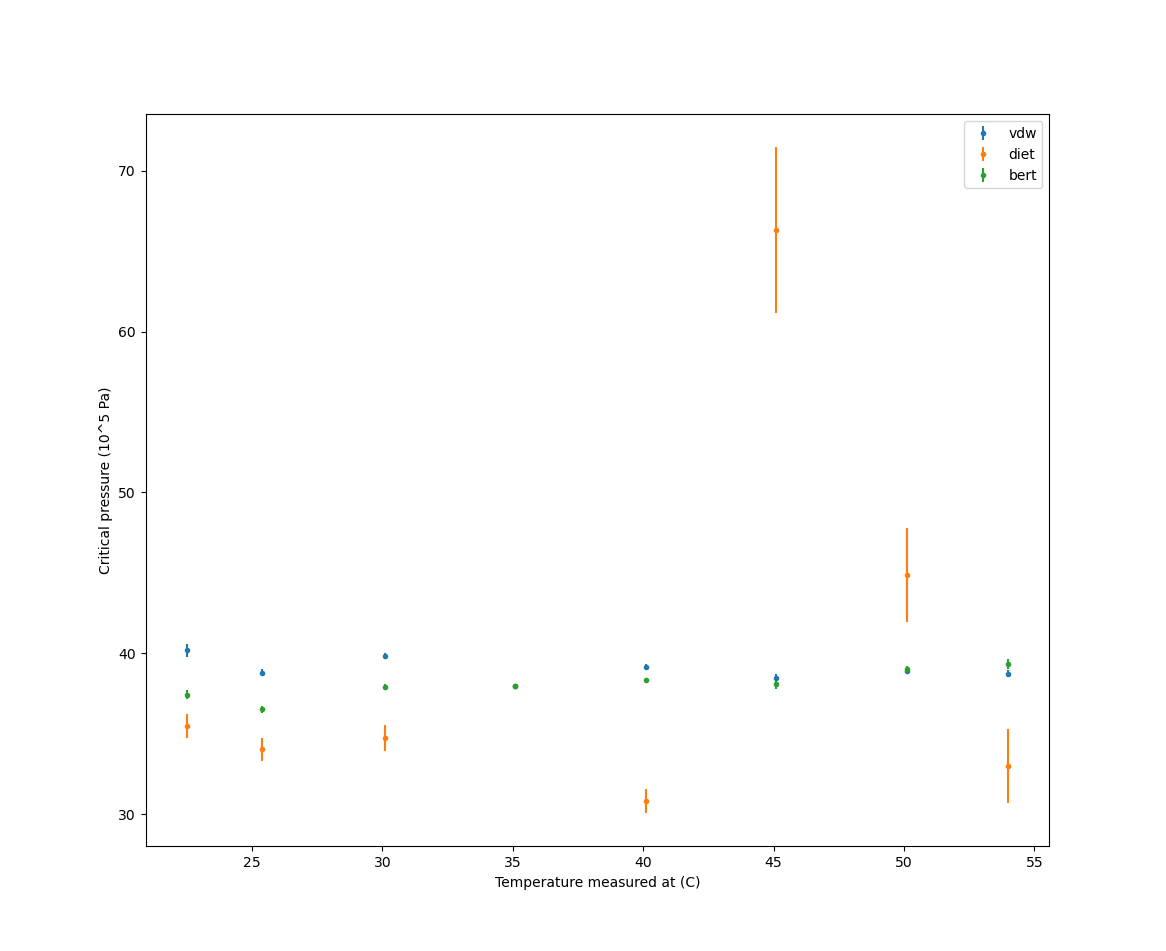 vdw
diet
bert
70
60
50
40
30
Critical pressure (10^5 Pa)
25 30 35 40 45 50 55
Temperature measured at (C)